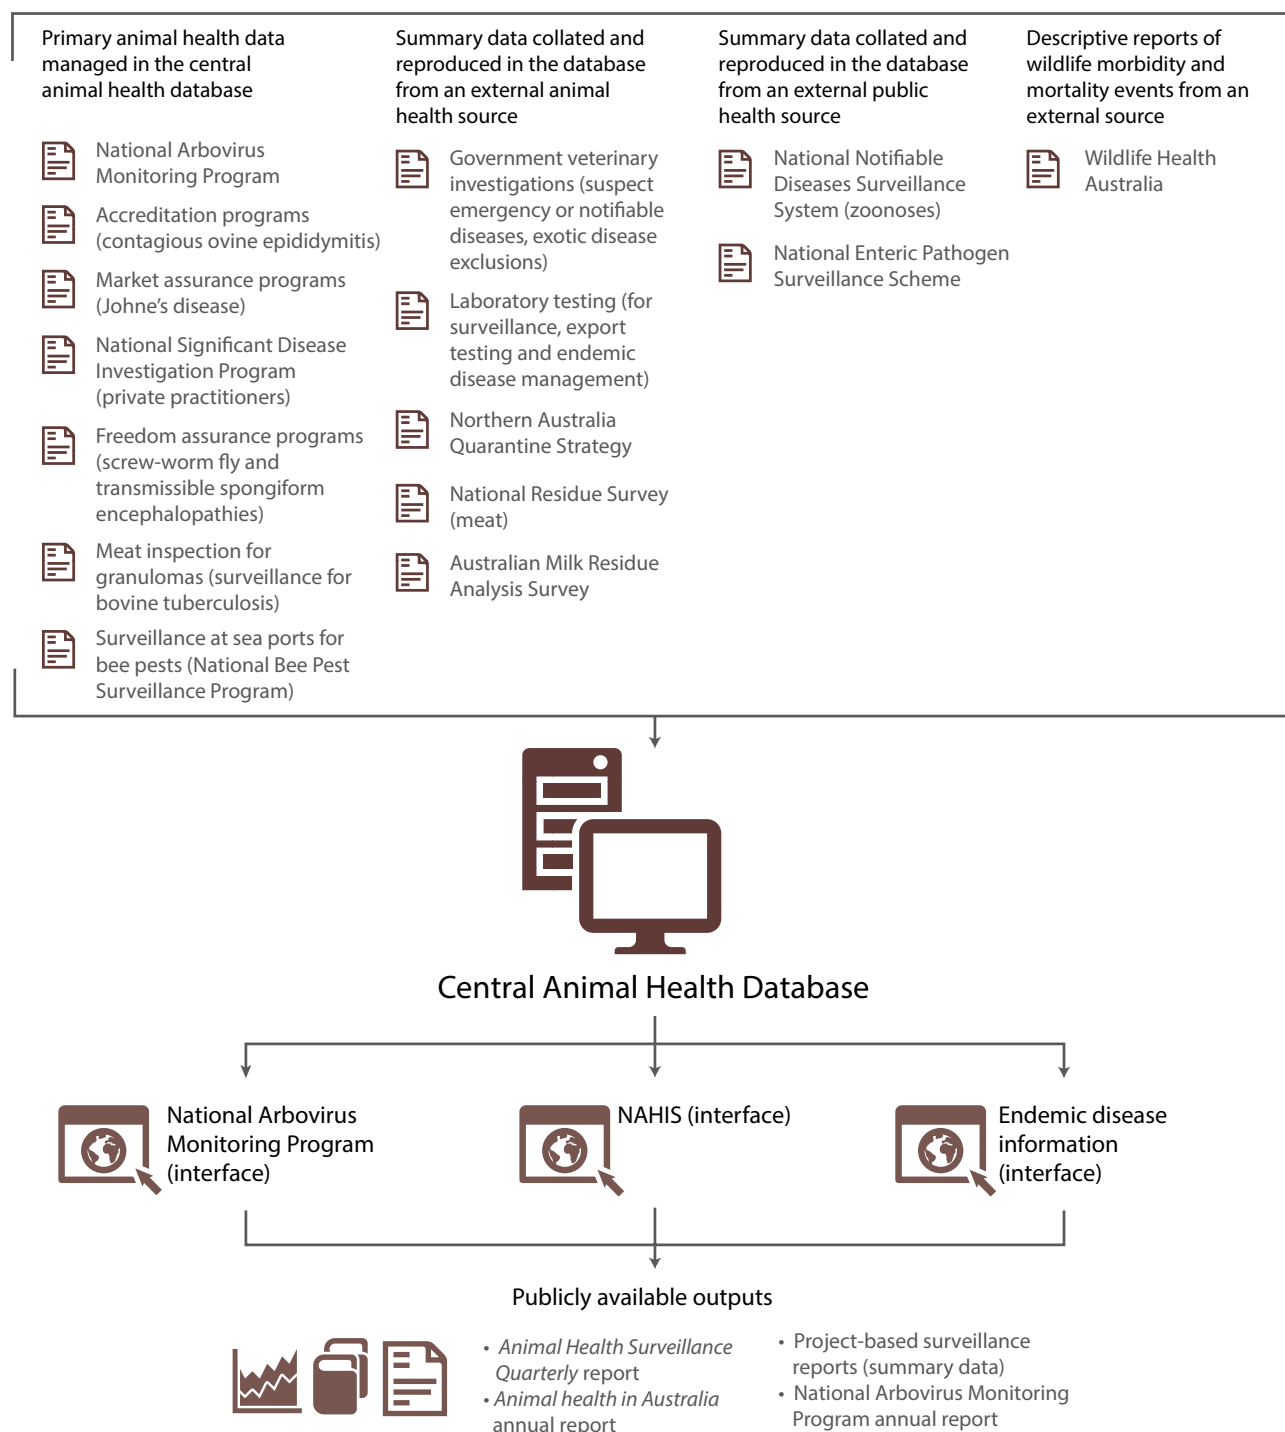 Primary animal health data
managed in the central
animal health database
National Arbovirus
Monitoring Program
Accreditation programs
(contagious ovine epididymitis)
Market assurance programs
(Johne’s disease)
National Significant Disease
Investigation Program
(private practitioners)
Freedom assurance programs
(screw-worm fly and
transmissible spongiform
encephalopathies)
Meat inspection for
granulomas (surveillance for
bovine tuberculosis)
Surveillance at sea ports for
bee pests (National Bee Pest
Surveillance Program)
Summary data collated and
reproduced in the database
from an external animal
health source
Government veterinary
investigations (suspect
emergency or notifiable
diseases, exotic disease
exclusions)
Laboratory testing (for
surveillance, export
testing and endemic
disease management)
Northern Australia
Quarantine Strategy
National Residue Survey
(meat)
Australian Milk Residue
Analysis Survey
Summary data collated and
reproduced in the database
from an external public
health source
National Notifiable
Diseases Surveillance
System (zoonoses)
National Enteric Pathogen
Surveillance Scheme
Descriptive reports of
wildlife morbidity and
mortality events from an
external source
Wildlife Health
Australia
Central Animal Health Database
National Arbovirus
Monitoring Program
(interface)
NAHIS (interface)
Endemic disease
information
(interface)
Publicly available outputs
• Animal Health Surveillance
Quarterly report
• Animal health in Australia
annual report
• Project-based surveillance
reports (summary data)
• National Arbovirus Monitoring
Program annual report